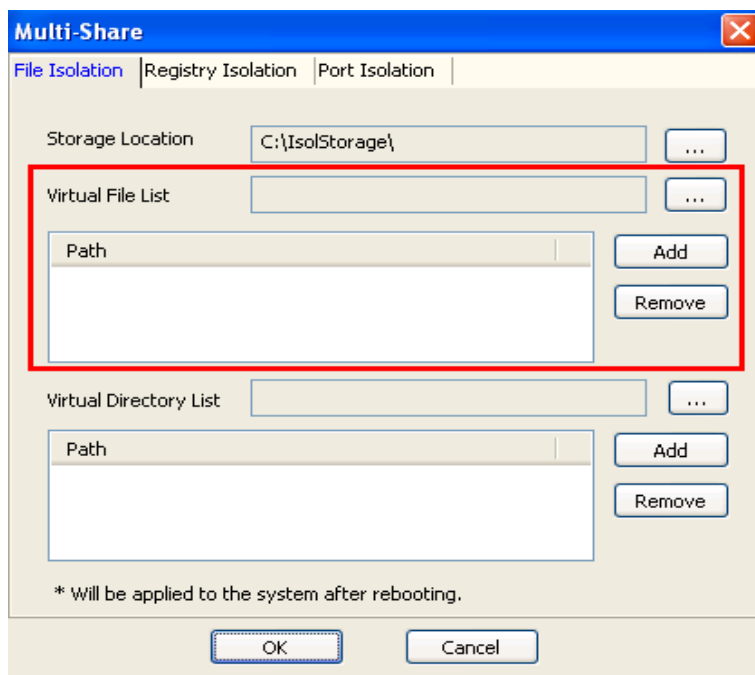 Multi-Share
File Isolation Registry Isolation Port Isolation
Storage Location C:\IsolStorage\ ...
Virtual File List ...
Path Add
Remove
Virtual Directory List ...
Path Add
Remove
* Will be applied to the system after rebooting.
OK Cancel